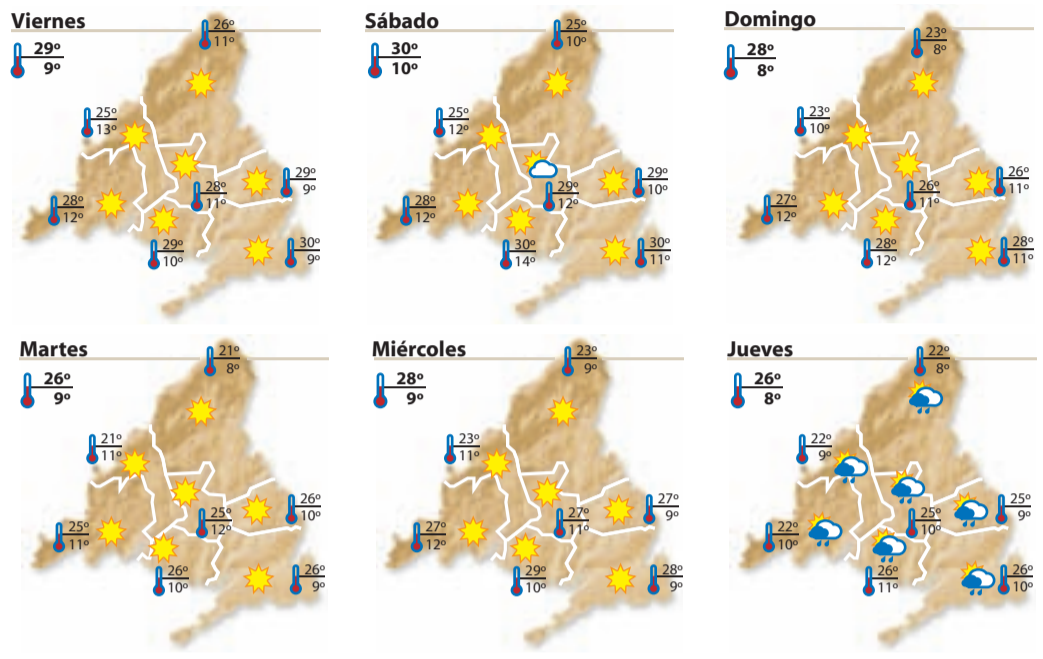 Viernes
29º
9º
26º
11º
25º
13º
29º
9º
28º
11º
28º
12º
29º
10º
30º
9º
Sábado
30º
10º
25º
10º
25º
12º
29º
10º
29º
12º
28º
12º
30º
14º
30º
11º
Domingo
28º
8º
23º
8º
23º
10º
26º
11º
26º
11º
27º
12º
28º
12º
28º
11º
Martes
26º
9º
21º
8º
21º
11º
26º
10º
25º
12º
25º
11º
26º
10º
26º
9º
Miércoles
28º
9º
23º
9º
23º
11º
27º
9º
27º
11º
27º
12º
29º
10º
28º
9º
Jueves
26º
8º
22º
8º
22º
9º
25º
9º
25º
10º
22º
10º
26º
11º
26º
10º